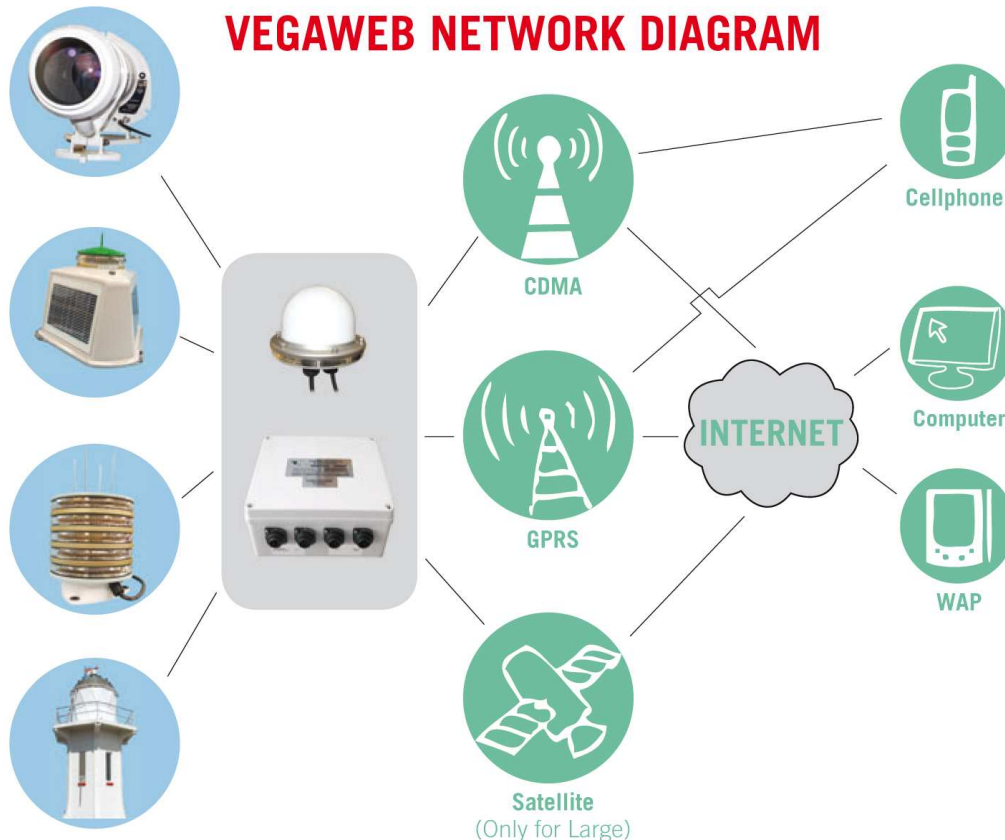 VEGAWEB NETWORK DIAGRAM
CDMA
Cellphone
GPRS
INTERNET
Computer
WAP
Satellite
(Only for Large)